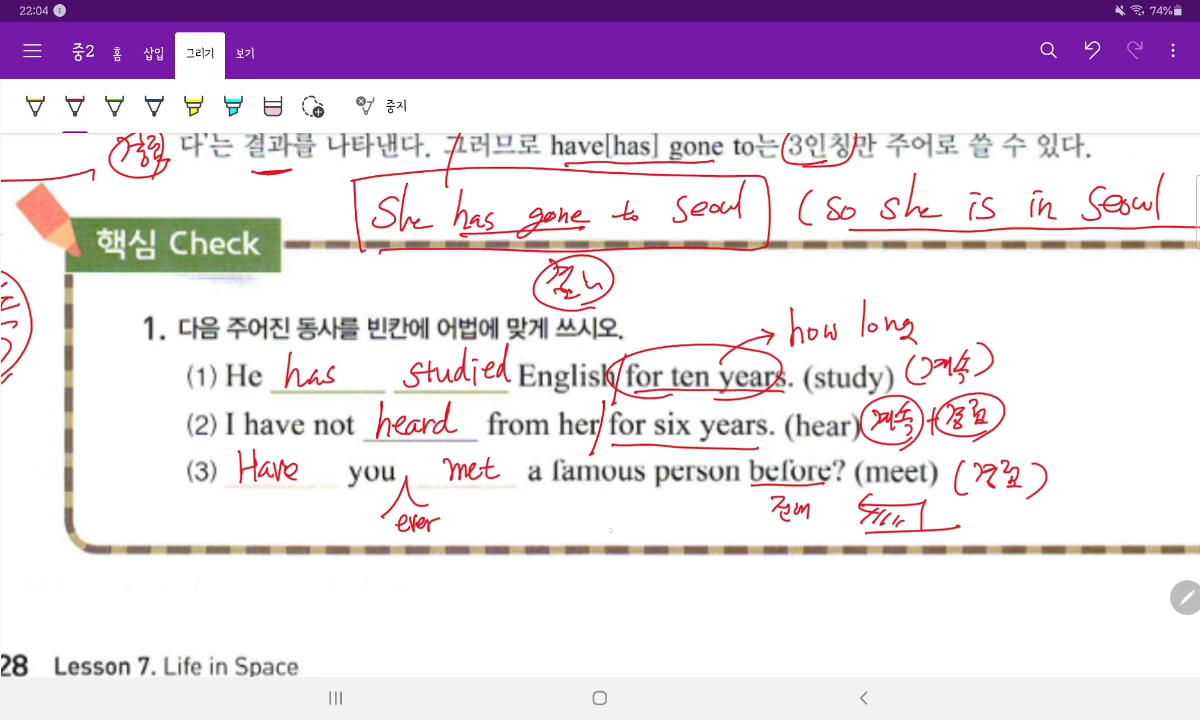 22:04
74%
중2 홈 삽입 그리기 보기
중지
경험 다'는 결과를 나타낸다. 그러므로 have[has] gone to는 3인칭만 주어로 쓸 수 있다.
She has gone to Seoul (so she is in Seoul
핵심 Check
결과
1. 다음 주어진 동사를 빈칸에 어법에 맞게 쓰시오.
how long
(1) He has studied English for ten years. (study) (계속)
(2) I have not heard from her for six years. (hear) 계속 + 경험
(3) Have you met a famous person before? (meet) (경험)
ever
전에
28 Lesson 7. Life in Space